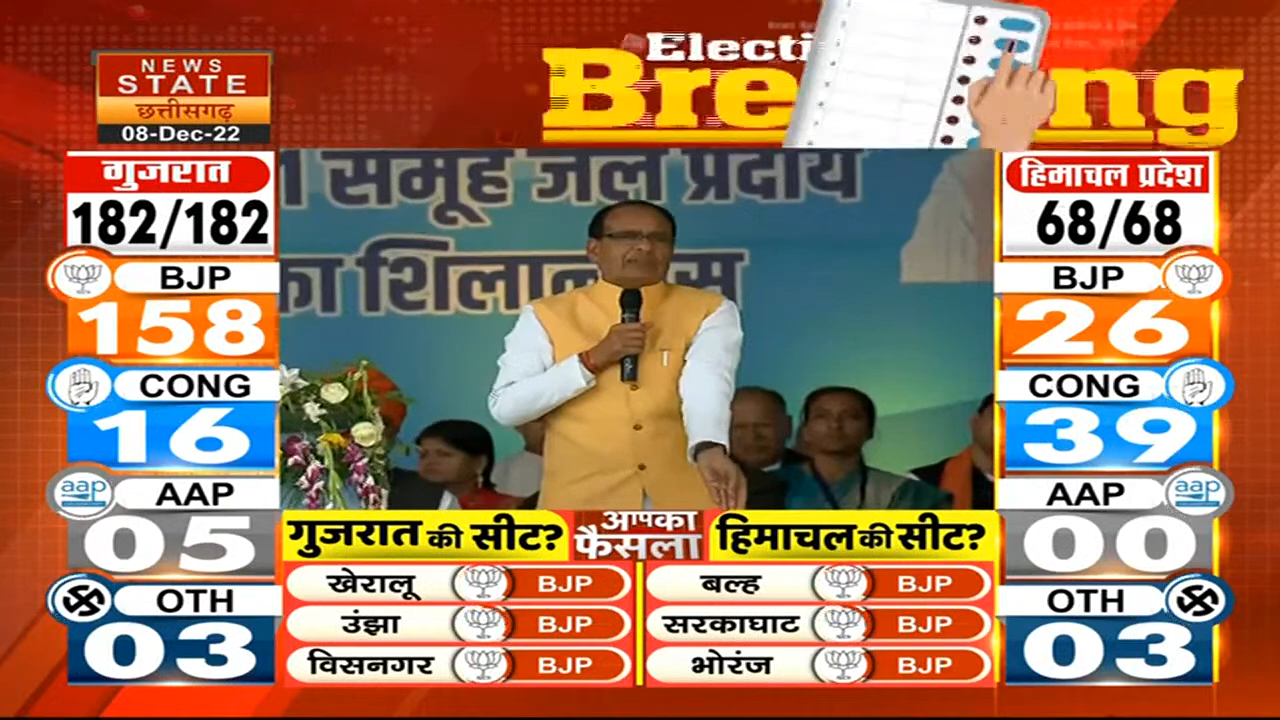 NEWS
STATE
छत्तीसगढ़
08-Dec-22
गुजरात
182/182
BJP
158
CONG
16
aap
AAP
05
OTH
03
समूह जल प्रदाय
का
हिमाचल प्रदेश
68/68
BJP
26
CONG
39
AAP
aap
00
OTH
03
गुजरात की सीट?
आपका
फैसला
हिमाचल की सीट?
खेरालू BJP
उंझा BJP
विसनगर BJP
बल्ह BJP
सरकाघाट BJP
भोरंज BJP